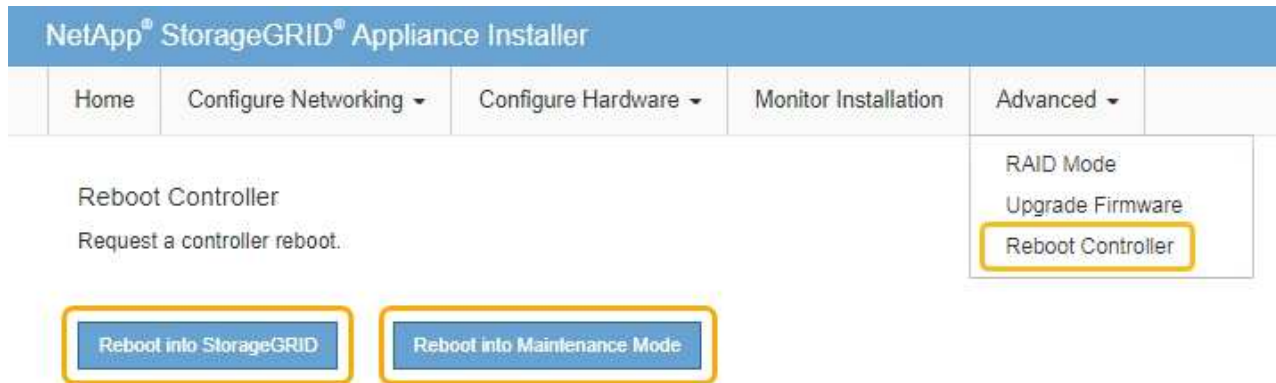 NetApp® StorageGRID® Appliance Installer
Home Configure Networking Configure Hardware Monitor Installation Advanced
RAID Mode
Upgrade Firmware
Reboot Controller
Reboot Controller
Request a controller reboot.
Reboot into StorageGRID Reboot into Maintenance Mode